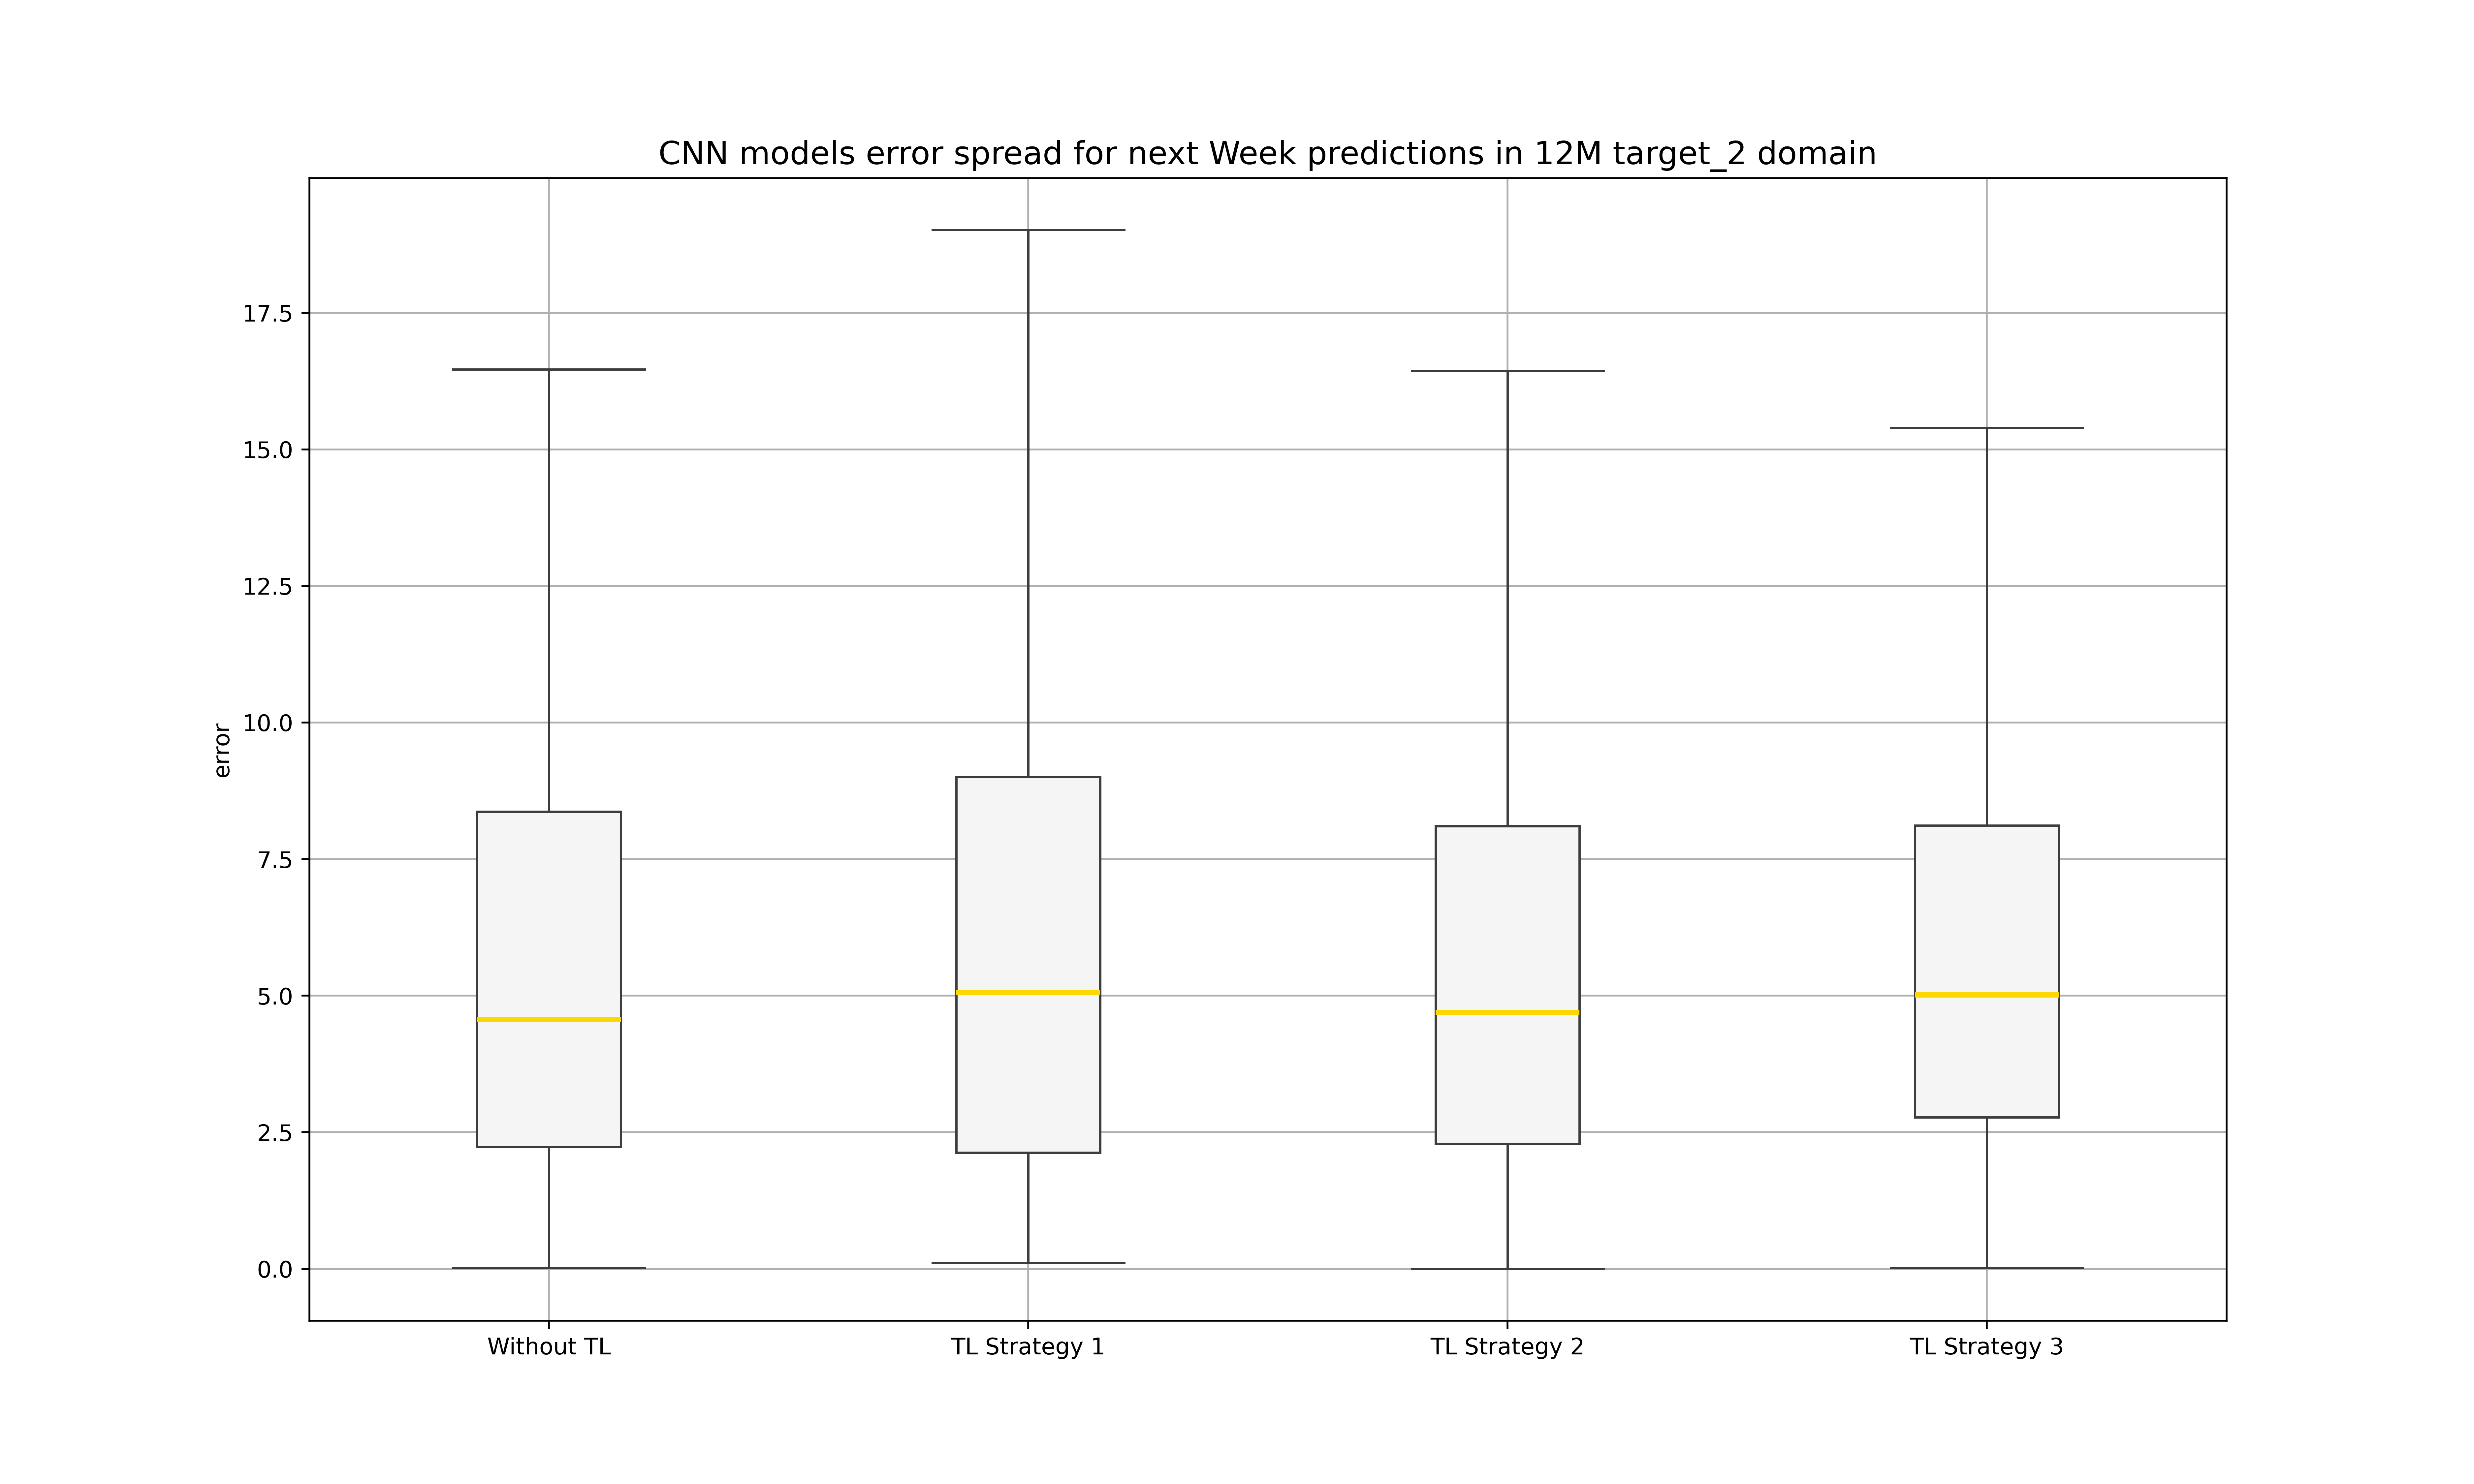 CNN models error spread for next Week predictions in 12M target_2 domain
error
17.5
15.0
12.5
10.0
7.5
5.0
2.5
0.0
Without TL
TL Strategy 1
TL Strategy 2
TL Strategy 3